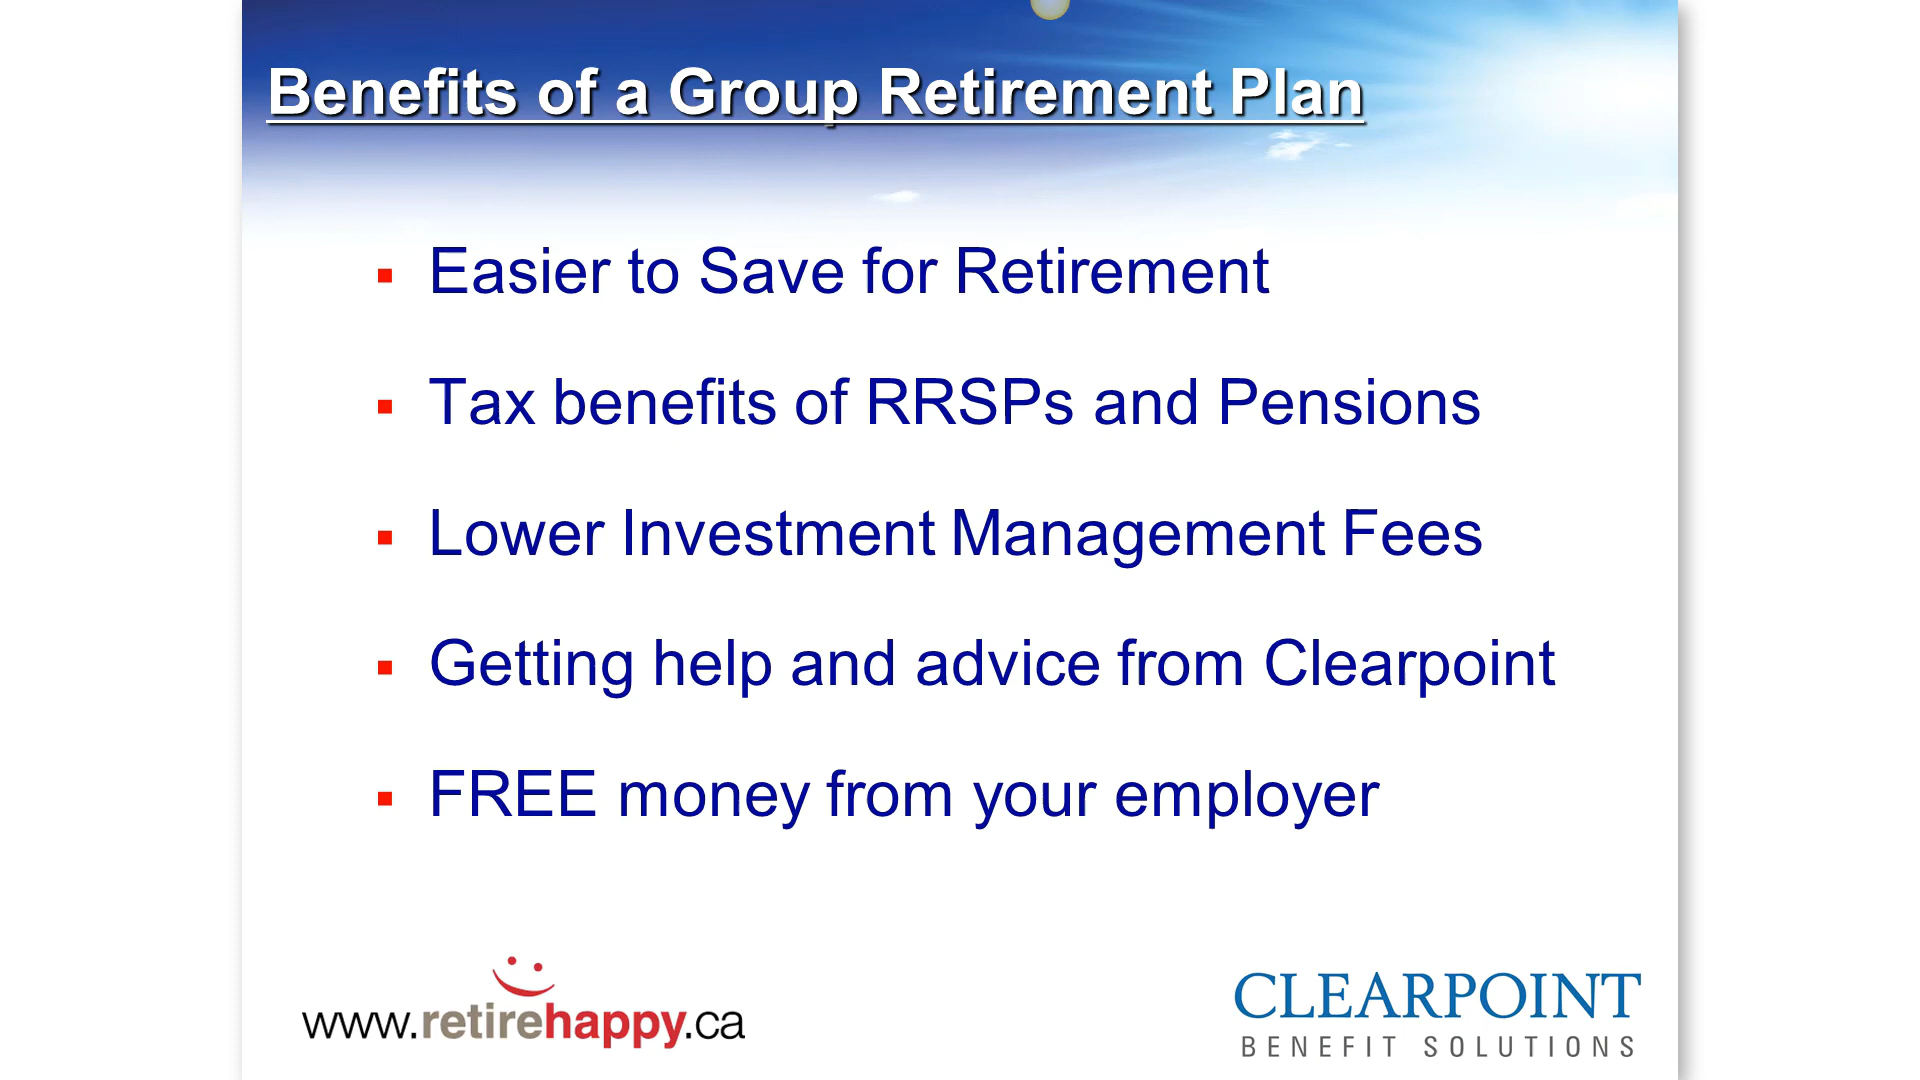 Benefits of a Group Retirement Plan
▪ Easier to Save for Retirement
▪ Tax benefits of RRSPs and Pensions
▪ Lower Investment Management Fees
▪ Getting help and advice from Clearpoint
▪ FREE money from your employer
www.retirehappy.ca
CLEARPOINT
BENEFIT SOLUTIONS